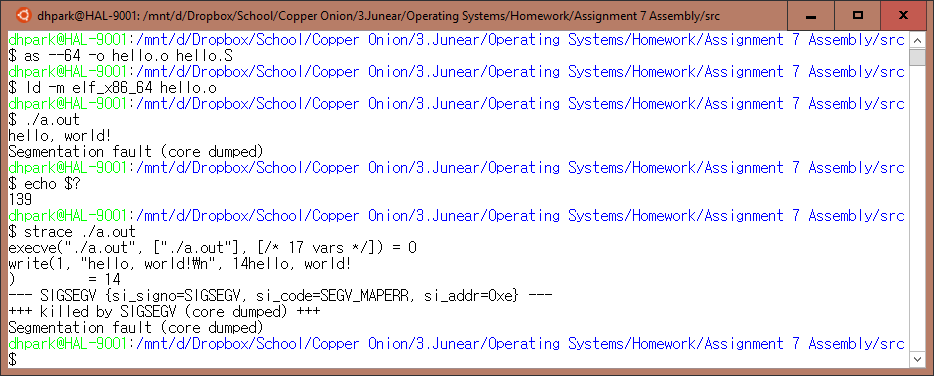 dhpark@HAL-9001: /mnt/d/Dropbox/School/Copper Onion/3.Junear/Operating Systems/Homework/Assignment 7 Assembly/src
dhpark@HAL-9001:/mnt/d/Dropbox/School/Copper Onion/3.Junear/Operating Systems/Homework/Assignment 7 Assembly/src
$ as --64 -o hello.o hello.S
dhpark@HAL-9001:/mnt/d/Dropbox/School/Copper Onion/3.Junear/Operating Systems/Homework/Assignment 7 Assembly/src
$ ld -m elf_x86_64 hello.o
dhpark@HAL-9001:/mnt/d/Dropbox/School/Copper Onion/3.Junear/Operating Systems/Homework/Assignment 7 Assembly/src
$ ./a.out
hello, world!
Segmentation fault (core dumped)
dhpark@HAL-9001:/mnt/d/Dropbox/School/Copper Onion/3.Junear/Operating Systems/Homework/Assignment 7 Assembly/src
$ echo $?
139
dhpark@HAL-9001:/mnt/d/Dropbox/School/Copper Onion/3.Junear/Operating Systems/Homework/Assignment 7 Assembly/src
$ strace ./a.out
execve("./a.out", ["./a.out"], [/* 17 vars */]) = 0
write(1, "hello, world!₩n", 14hello, world!
)         = 14
--- SIGSEGV {si_signo=SIGSEGV, si_code=SEGV_MAPERR, si_addr=0xe} ---
+++ killed by SIGSEGV (core dumped) +++
Segmentation fault (core dumped)
dhpark@HAL-9001:/mnt/d/Dropbox/School/Copper Onion/3.Junear/Operating Systems/Homework/Assignment 7 Assembly/src
$